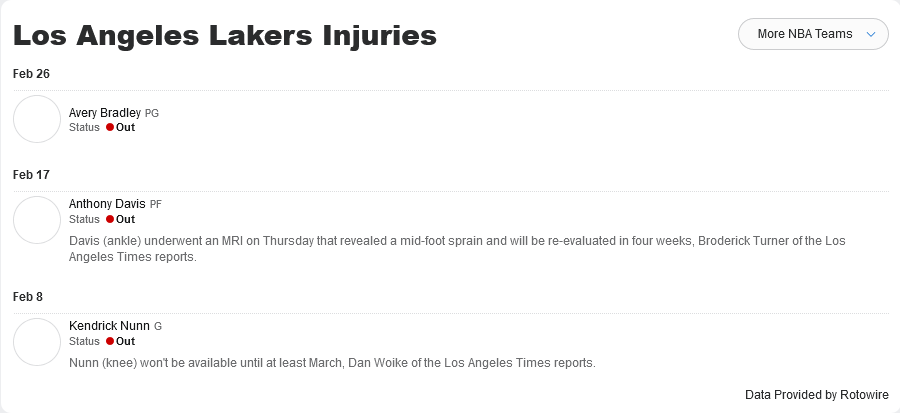 Los Angeles Lakers Injuries
More NBA Teams
Feb 26
Avery Bradley PG
Status Out
Feb 17
Anthony Davis PF
Status Out
Davis (ankle) underwent an MRI on Thursday that revealed a mid-foot sprain and will be re-evaluated in four weeks, Broderick Turner of the Los
Angeles Times reports.
Feb 8
Kendrick Nunn G
Status Out
Nunn (knee) won't be available until at least March, Dan Woike of the Los Angeles Times reports.
Data Provided by Rotowire